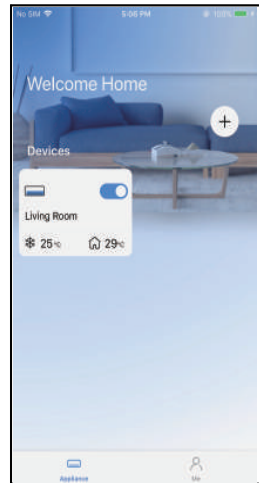 No SIM 5:06 PM 100%
Welcome Home
+
Devices
Living Room
25°C 29°C
Appliance Me